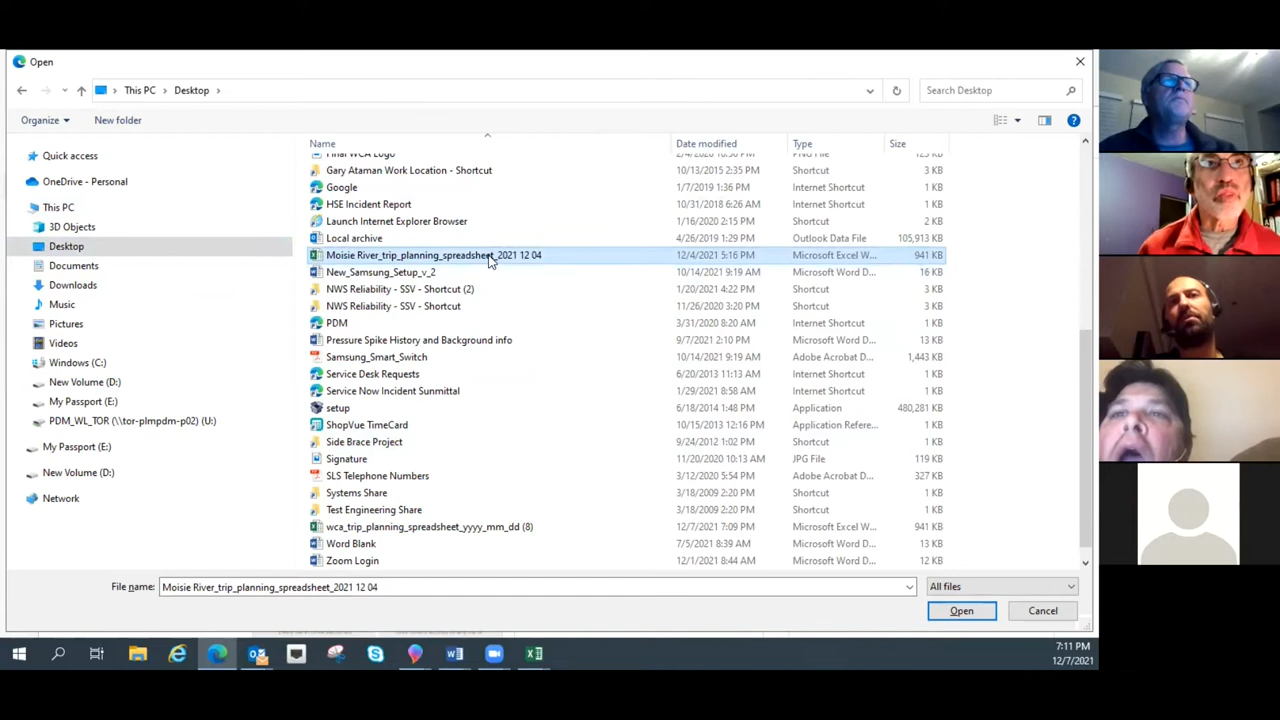 Open
This PC > Desktop >
Search Desktop
Organize
New folder
Name Date modified Type Size
Final WCA Logo 2/4/2020 10:38 PM PNG File 123 KB
Gary Ataman Work Location - Shortcut 10/13/2015 2:35 PM Shortcut 3 KB
Google 1/7/2019 1:36 PM Internet Shortcut 1 KB
HSE Incident Report 10/31/2018 6:26 AM Internet Shortcut 1 KB
Launch Internet Explorer Browser 1/16/2020 2:15 PM Shortcut 2 KB
Local archive 4/26/2019 1:29 PM Outlook Data File 105,913 KB
Moisie River_trip_planning_spreadsheet_2021 12 04 12/4/2021 5:16 PM Microsoft Excel W... 941 KB
New_Samsung_Setup_v_2 10/14/2021 9:19 AM Microsoft Word D... 16 KB
NWS Reliability - SSV - Shortcut (2) 1/20/2021 4:22 PM Shortcut 3 KB
NWS Reliability - SSV - Shortcut 11/26/2020 3:20 PM Shortcut 3 KB
PDM 3/31/2020 8:20 AM Internet Shortcut 1 KB
Pressure Spike History and Background info 9/7/2021 2:10 PM Microsoft Word D... 13 KB
Samsung_Smart_Switch 10/14/2021 9:19 AM Adobe Acrobat D... 1,443 KB
Service Desk Requests 6/20/2013 11:13 AM Internet Shortcut 1 KB
Service Now Incident Sunmittal 1/29/2021 8:58 AM Internet Shortcut 1 KB
setup 6/18/2014 1:48 PM Application 480,281 KB
ShopVue TimeCard 10/15/2013 12:16 PM Application Refere... 1 KB
Side Brace Project 9/24/2012 1:02 PM Shortcut 1 KB
Signature 11/20/2020 10:13 AM JPG File 119 KB
SLS Telephone Numbers 3/12/2020 5:54 PM Adobe Acrobat D... 327 KB
Systems Share 3/18/2009 2:20 PM Shortcut 1 KB
Test Engineering Share 3/18/2009 2:20 PM Shortcut 1 KB
wca_trip_planning_spreadsheet_yyyy_mm_dd (8) 12/7/2021 7:09 PM Microsoft Excel W... 941 KB
Word Blank 7/5/2021 8:39 AM Microsoft Word D... 13 KB
Zoom Login 12/1/2021 8:44 AM Microsoft Word D... 12 KB
Quick access
OneDrive - Personal
This PC
3D Objects
Desktop
Documents
Downloads
Music
Pictures
Videos
Windows (C:)
New Volume (D:)
My Passport (E:)
PDM_WL_TOR (\\tor-plmpdm-p02) (U:)
My Passport (E:)
New Volume (D:)
Network
File name: Moisie River_trip_planning_spreadsheet_2021 12 04
All files
Open
Cancel
7:11 PM
12/7/2021